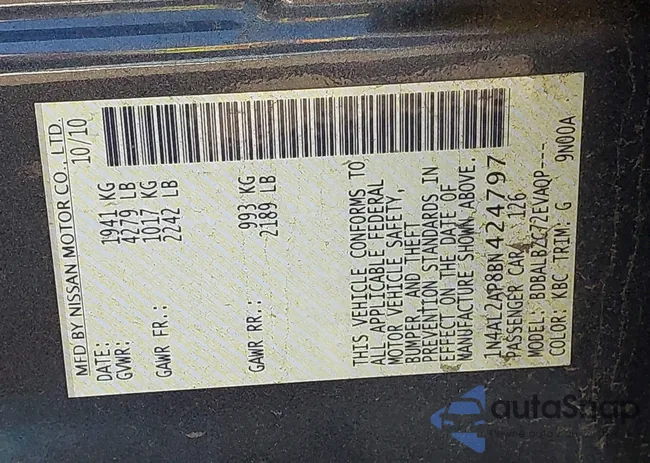 MFD BY NISSAN MOTOR CO., LTD.
DATE: 10/10
GVWR: 1941 KG
4279 LB
GAWR FR.: 1017 KG
2242 LB
GAWR RR.: 993 KG
2189 LB
THIS VEHICLE CONFORMS TO
ALL APPLICABLE FEDERAL
MOTOR VEHICLE SAFETY,
BUMPER, AND THEFT
PREVENTION STANDARDS IN
EFFECT ON THE DATE OF
MANUFACTURE SHOWN ABOVE.
1N4AL2AP8BN424797
PASSENGER CAR 126
MODEL: BDBALBZC72EVAOP---
COLOR: KBC TRIM: G 9N00A
autoSnap